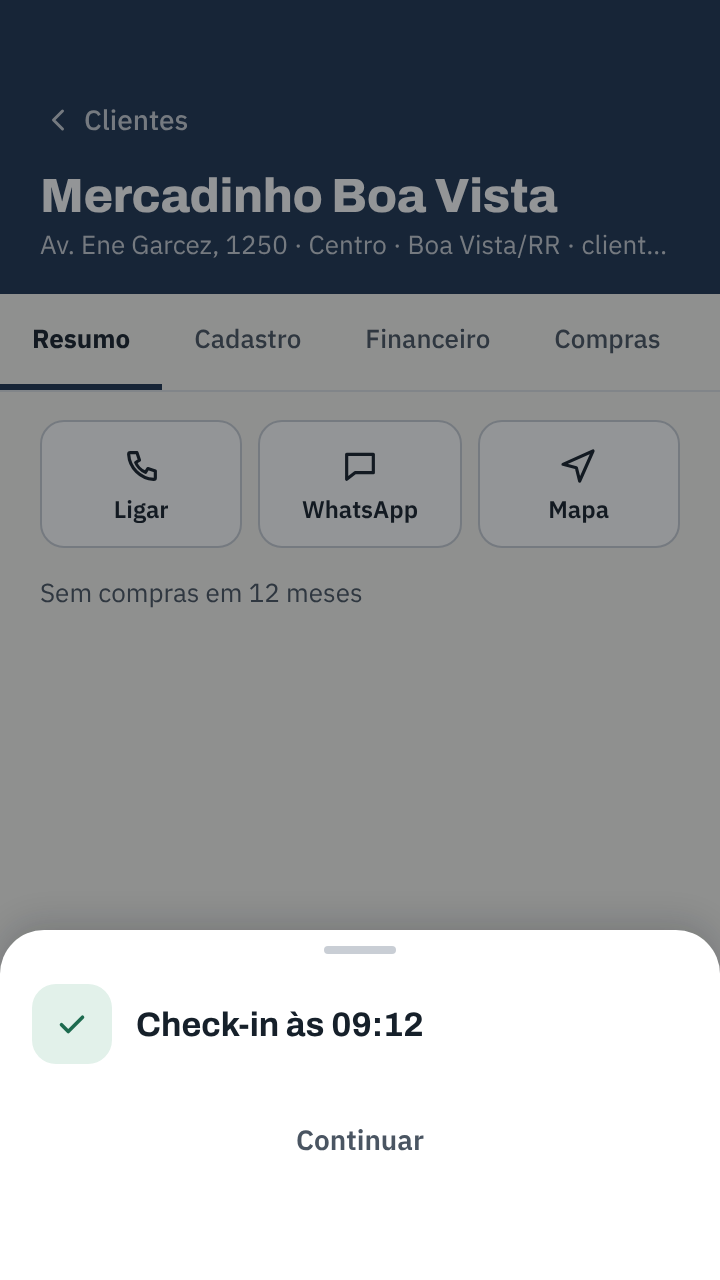 Clientes
Mercadinho Boa Vista
Av. Ene Garcez, 1250 · Centro · Boa Vista/RR · client...
Resumo Cadastro Financeiro Compras
Ligar WhatsApp Mapa
Sem compras em 12 meses
Check-in às 09:12
Continuar